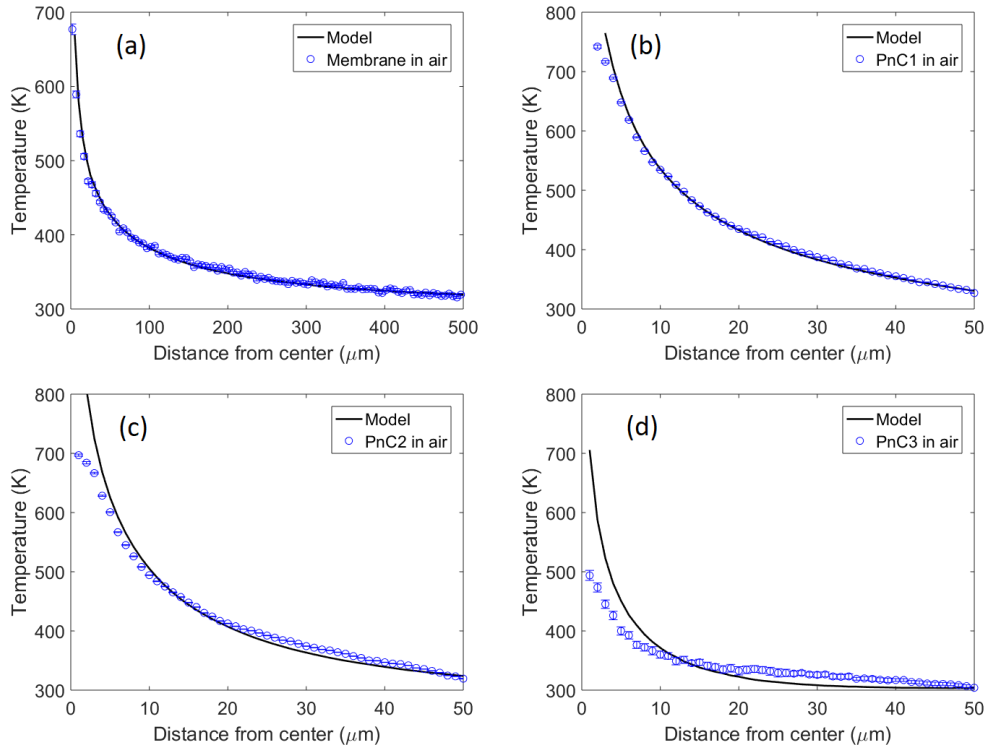 (a)
Model
Membrane in air
Temperature (K)
700
600
500
400
300
0 100 200 300 400 500
Distance from center (μm)
(b)
Model
PnC1 in air
Temperature (K)
800
700
600
500
400
300
0 10 20 30 40 50
Distance from center (μm)
(c)
Model
PnC2 in air
Temperature (K)
800
700
600
500
400
300
0 10 20 30 40 50
Distance from center (μm)
(d)
Model
PnC3 in air
Temperature (K)
800
700
600
500
400
300
0 10 20 30 40 50
Distance from center (μm)